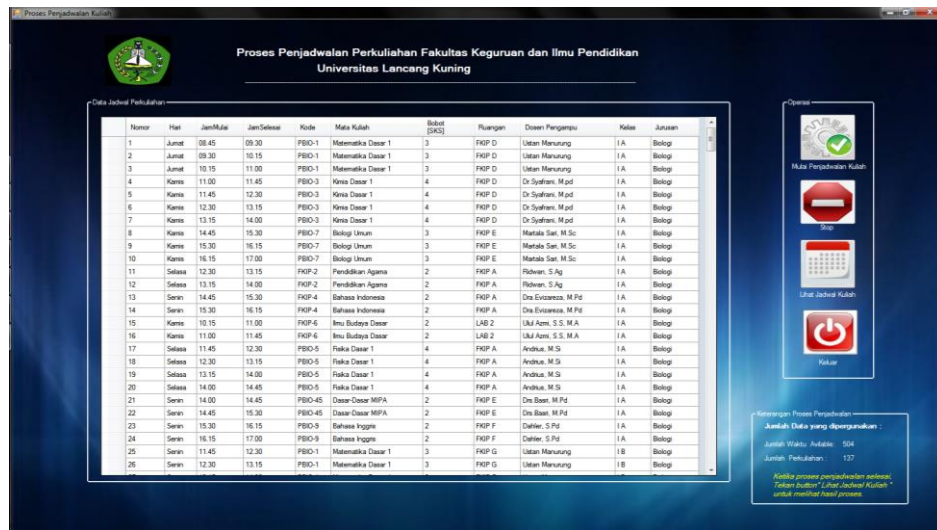 Proses Penjadwalan Kuliah
Proses Penjadwalan Perkuliahan Fakultas Keguruan dan Ilmu Pendidikan
Universitas Lancang Kuning
Data Jadwal Perkuliahan
Nomor Hari JamMulai JamSelesai Kode Mata Kuliah Bobot [SKS] Ruangan Dosen Pengampu Kelas Jurusan
1 Jumat 08.45 09.30 PBIO-1 Matematika Dasar 1 3 FKIP D Ustan Manurung I A Biologi
2 Jumat 09.30 10.15 PBIO-1 Matematika Dasar 1 3 FKIP D Ustan Manurung I A Biologi
3 Jumat 10.15 11.00 PBIO-1 Matematika Dasar 1 3 FKIP D Ustan Manurung I A Biologi
4 Kamis 11.00 11.45 PBIO-3 Kimia Dasar 1 4 FKIP D Dr.Syafrani, M.pd I A Biologi
5 Kamis 11.45 12.30 PBIO-3 Kimia Dasar 1 4 FKIP D Dr.Syafrani, M.pd I A Biologi
6 Kamis 12.30 13.15 PBIO-3 Kimia Dasar 1 4 FKIP D Dr.Syafrani, M.pd I A Biologi
7 Kamis 13.15 14.00 PBIO-3 Kimia Dasar 1 4 FKIP D Dr.Syafrani, M.pd I A Biologi
8 Kamis 14.45 15.30 PBIO-7 Biologi Umum 3 FKIP E Martala Sari, M.Sc I A Biologi
9 Kamis 15.30 16.15 PBIO-7 Biologi Umum 3 FKIP E Martala Sari, M.Sc I A Biologi
10 Kamis 16.15 17.00 PBIO-7 Biologi Umum 3 FKIP E Martala Sari, M.Sc I A Biologi
11 Selasa 12.30 13.15 FKIP-2 Pendidikan Agama 2 FKIP A Ridwan, S.Ag I A Biologi
12 Selasa 13.15 14.00 FKIP-2 Pendidikan Agama 2 FKIP A Ridwan, S.Ag I A Biologi
13 Senin 14.45 15.30 FKIP-4 Bahasa Indonesia 2 FKIP A Dra.Evizareza, M.Pd I A Biologi
14 Senin 15.30 16.15 FKIP-4 Bahasa Indonesia 2 FKIP A Dra.Evizareza, M.Pd I A Biologi
15 Kamis 10.15 11.00 FKIP-6 Ilmu Budaya Dasar 2 LAB 2 Ulul Azmi, S.S, M.A I A Biologi
16 Kamis 11.00 11.45 FKIP-6 Ilmu Budaya Dasar 2 LAB 2 Ulul Azmi, S.S, M.A I A Biologi
17 Selasa 11.45 12.30 PBIO-5 Fisika Dasar 1 4 FKIP A Andrius, M.Si I A Biologi
18 Selasa 12.30 13.15 PBIO-5 Fisika Dasar 1 4 FKIP A Andrius, M.Si I A Biologi
19 Selasa 13.15 14.00 PBIO-5 Fisika Dasar 1 4 FKIP A Andrius, M.Si I A Biologi
20 Selasa 14.00 14.45 PBIO-5 Fisika Dasar 1 4 FKIP A Andrius, M.Si I A Biologi
21 Senin 14.00 14.45 PBIO-45 Dasar-Dasar MIPA 2 FKIP E Drs.Basri, M.Pd I A Biologi
22 Senin 14.45 15.30 PBIO-45 Dasar-Dasar MIPA 2 FKIP E Drs.Basri, M.Pd I A Biologi
23 Senin 15.30 16.15 PBIO-9 Bahasa Inggris 2 FKIP F Dahler, S.Pd I A Biologi
24 Senin 16.15 17.00 PBIO-9 Bahasa Inggris 2 FKIP F Dahler, S.Pd I A Biologi
25 Senin 11.45 12.30 PBIO-1 Matematika Dasar 1 3 FKIP G Ustan Manurung I B Biologi
26 Senin 12.30 13.15 PBIO-1 Matematika Dasar 1 3 FKIP G Ustan Manurung I B Biologi
Operasi
Mulai Penjadwalan Kuliah
Stop
Lihat Jadwal Kuliah
Keluar
Keterangan Proses Penjadwalan
Jumlah Data yang dipergunakan :
Jumlah Waktu Avilable: 504
Jumlah Perkuliahan : 137
Ketika proses penjadwalan selesai,
Tekan button" Lihat Jadwal Kuliah "
untuk melihat hasil proses.